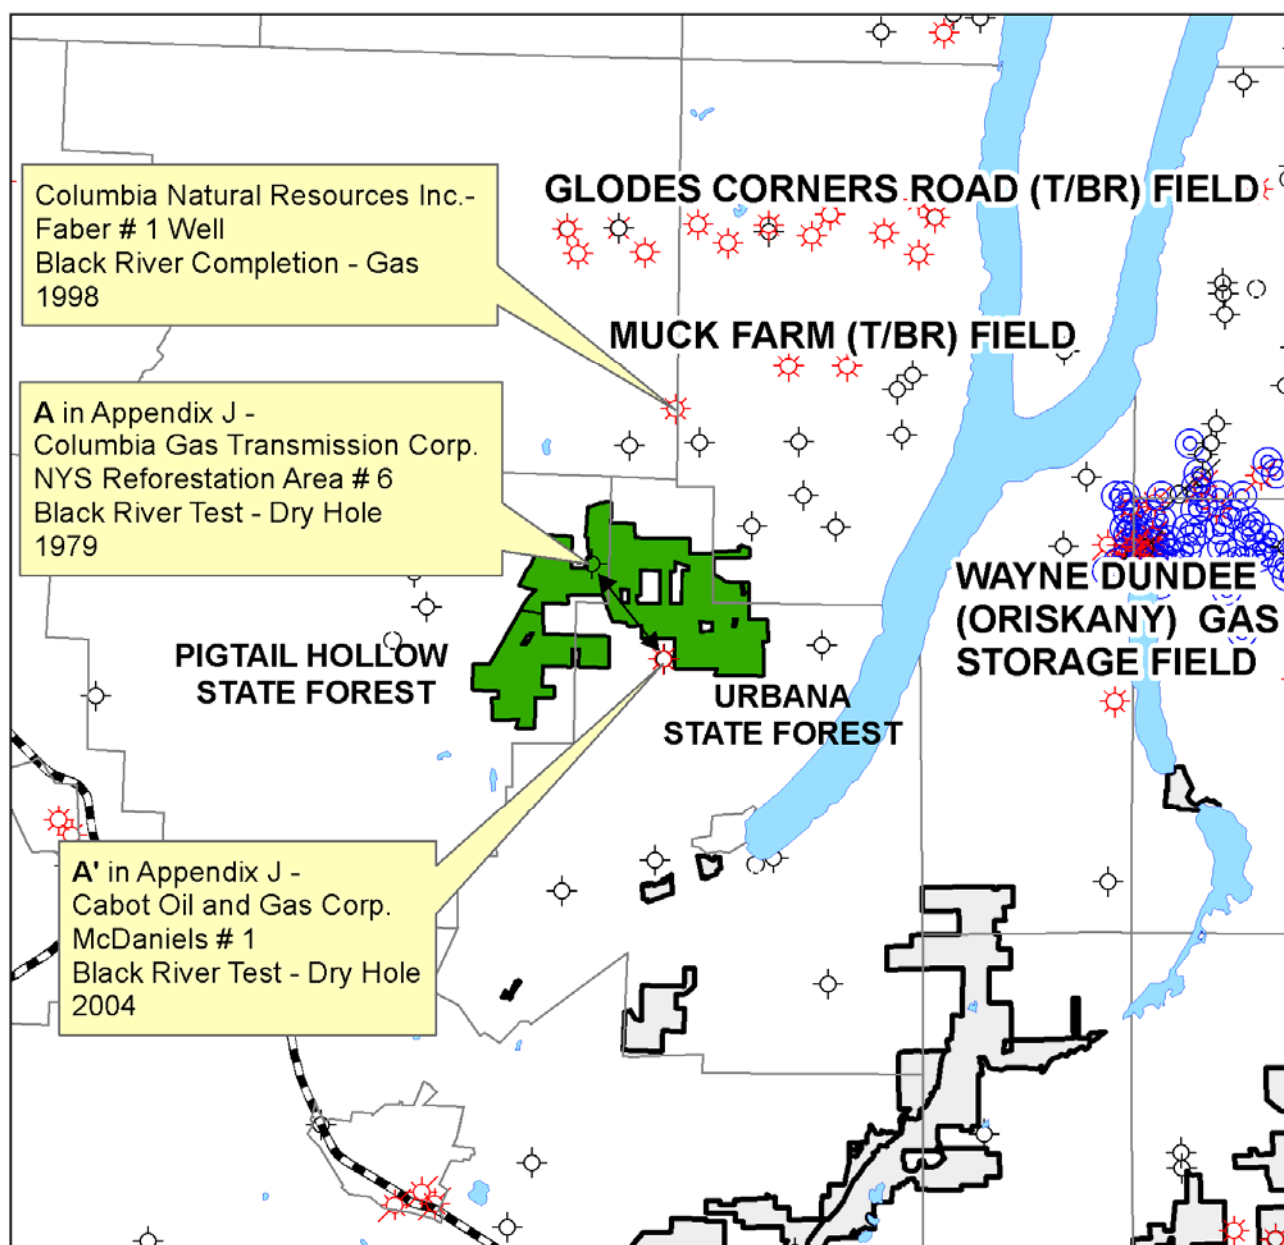 Columbia Natural Resources Inc.-
Faber # 1 Well
Black River Completion - Gas
1998
GLODES CORNERS ROAD (T/BR) FIELD
MUCK FARM (T/BR) FIELD
A in Appendix J -
Columbia Gas Transmission Corp.
NYS Reforestation Area # 6
Black River Test - Dry Hole
1979
WAYNE DUNDEE
(ORISKANY) GAS
STORAGE FIELD
PIGTAIL HOLLOW
STATE FOREST
URBANA
STATE FOREST
A' in Appendix J -
Cabot Oil and Gas Corp.
McDaniels # 1
Black River Test - Dry Hole
2004